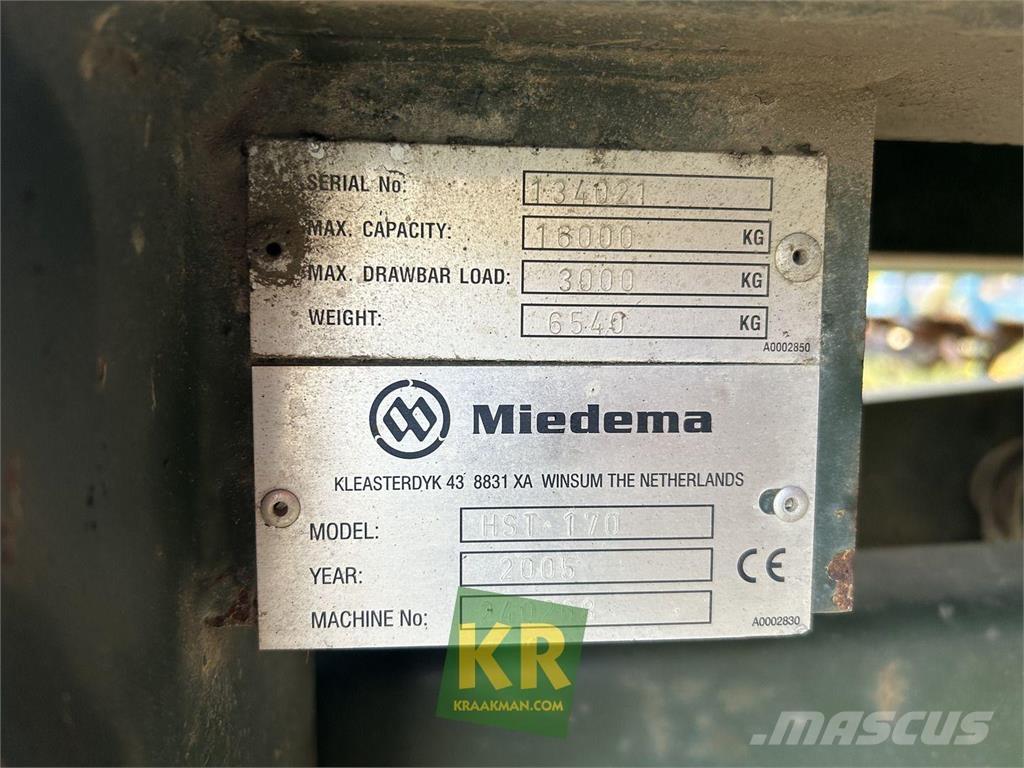 SERIAL No: 134021
MAX. CAPACITY: 16000 KG
MAX. DRAWBAR LOAD: 3000 KG
WEIGHT: 6540 KG
A0002850
Miedema
KLEASTERDYK 43 8831 XA WINSUM THE NETHERLANDS
MODEL: HST 170
YEAR: 2005
CE
MACHINE No:
A0002830
KR
KRAAKMAN.COM
MASCUS